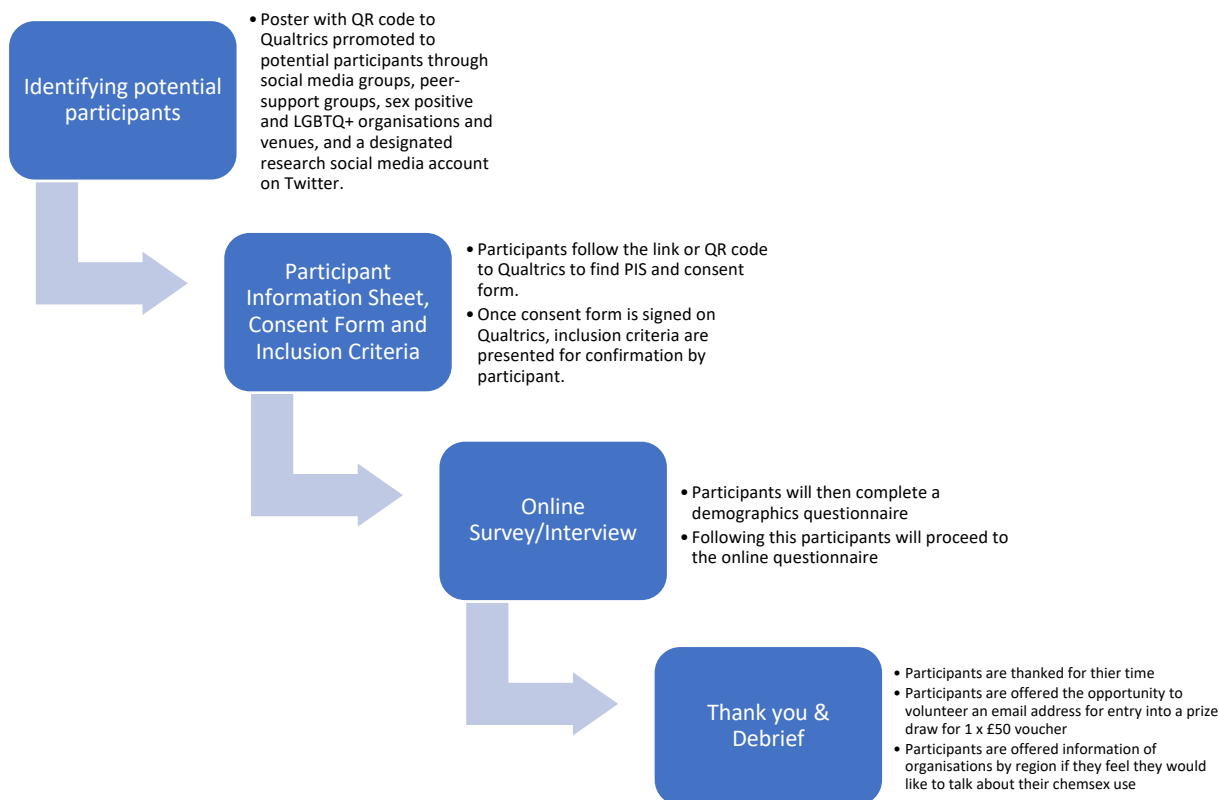 Identifying potential
participants
• Poster with QR code to
Qualtrics prromoted to
potential participants through
social media groups, peer-
support groups, sex positive
and LGBTQ+ organisations and
venues, and a designated
research social media account
on Twitter.
Participant
Information Sheet,
Consent Form and
Inclusion Criteria
• Participants follow the link or QR code
to Qualtrics to find PIS and consent
form.
• Once consent form is signed on
Qualtrics, inclusion criteria are
presented for confirmation by
participant.
Online
Survey/Interview
• Participants will then complete a
demographics questionnaire
• Following this participants will proceed to
the online questionnaire
Thank you &
Debrief
• Participants are thanked for thier time
• Participants are offered the opportunity to
volunteer an email address for entry into a prize
draw for 1 x £50 voucher
• Participants are offered information of
organisations by region if they feel they would
like to talk about their chemsex use